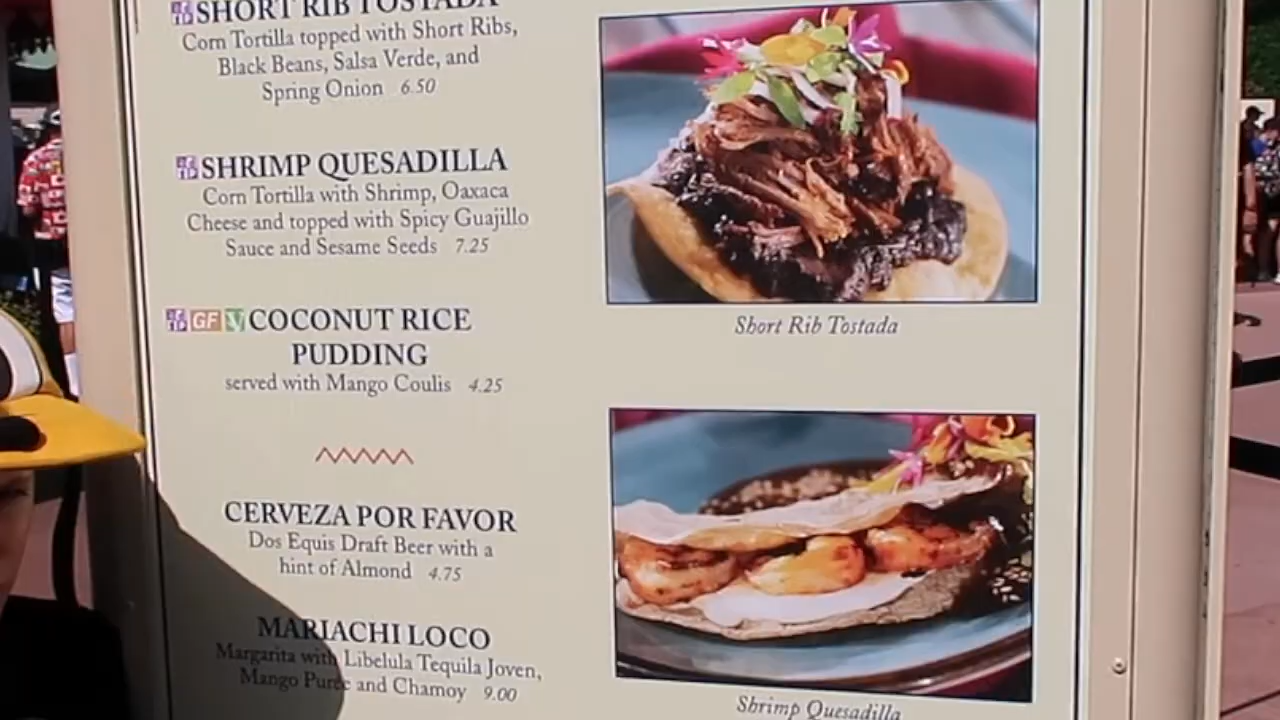 SHORT RIB TOSTADA
Corn Tortilla topped with Short Ribs,
Black Beans, Salsa Verde, and
Spring Onion 6.50
SHRIMP QUESADILLA
Corn Tortilla with Shrimp, Oaxaca
Cheese and topped with Spicy Guajillo
Sauce and Sesame Seeds 7.25
GF V COCONUT RICE
PUDDING
served with Mango Coulis 4.25
CERVEZA POR FAVOR
Dos Equis Draft Beer with a
hint of Almond 4.75
MARIACHI LOCO
Margarita with Libelula Tequila Joven,
Mango Puree and Chamoy 9.00
Short Rib Tostada
Shrimp Quesadilla